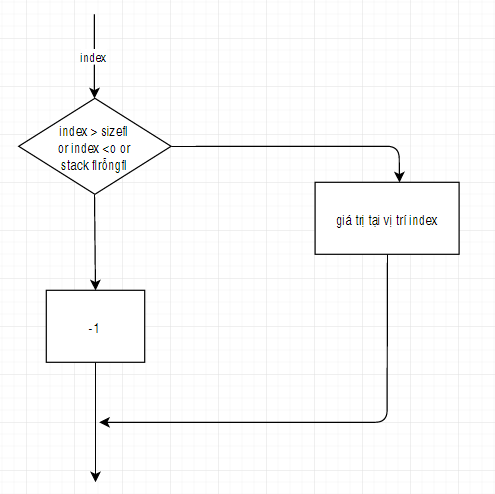 index
index > sizefl
or index <o or
stack flrỗngfl
giá trị tại vị trí index
-1